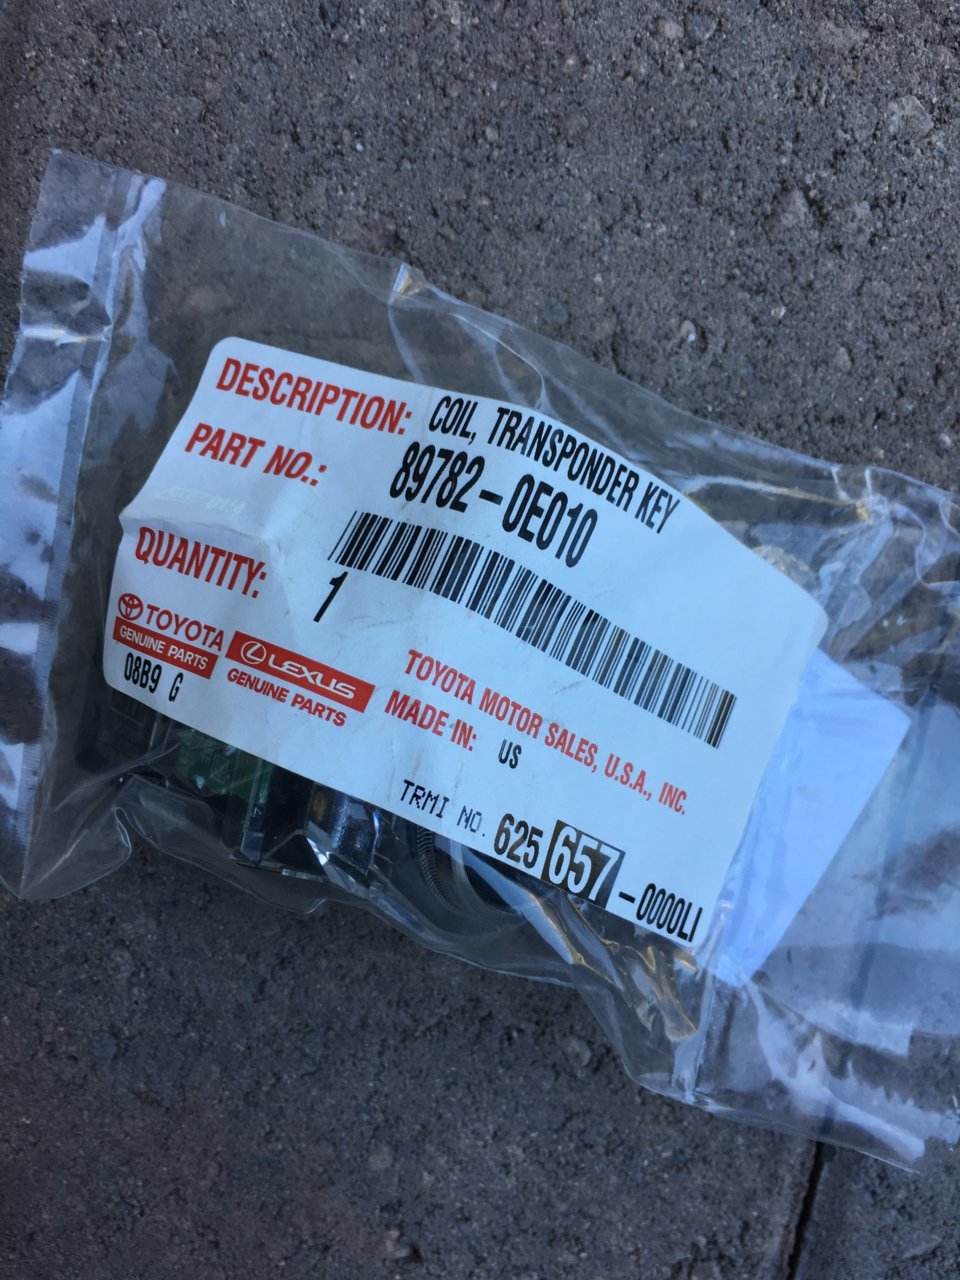 DESCRIPTION: COIL, TRANSPONDER KEY
PART NO.: 89782-0E010
QUANTITY: 1
TOYOTA
GENUINE PARTS
LEXUS
GENUINE PARTS
08B9 G
TOYOTA MOTOR SALES, U.S.A., INC.
MADE IN: US
TRMI NO. 625 657-0000LI